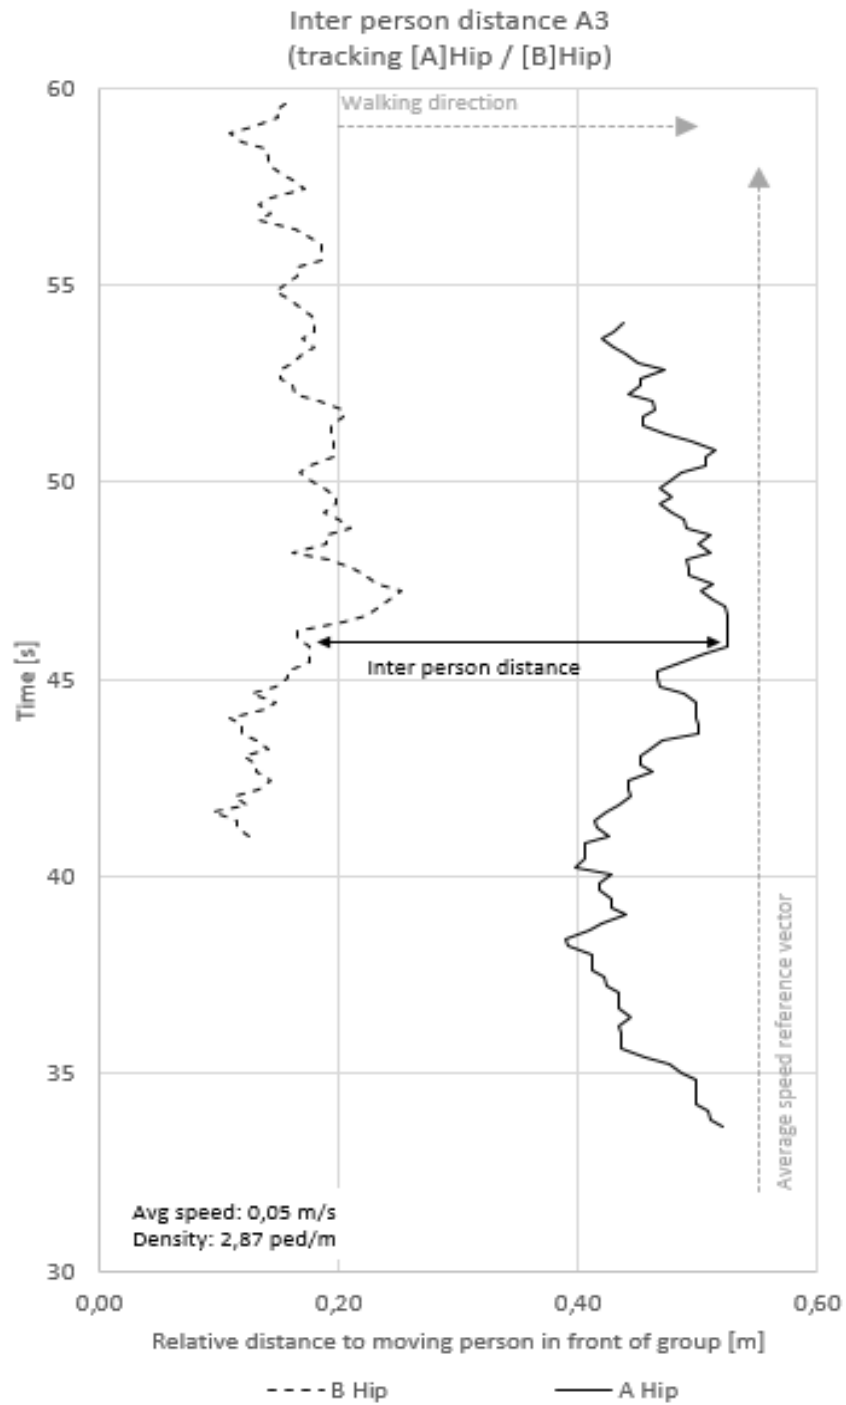 Inter person distance A3
(tracking [A]Hip / [B]Hip)
60
Walking direction
55
50
Inter person distance
45
Time [s]
40
Average speed reference vector
35
Avg speed: 0,05 m/s
Density: 2,87 ped/m
30
0,00 0,20 0,40 0,60
Relative distance to moving person in front of group [m]
B Hip A Hip